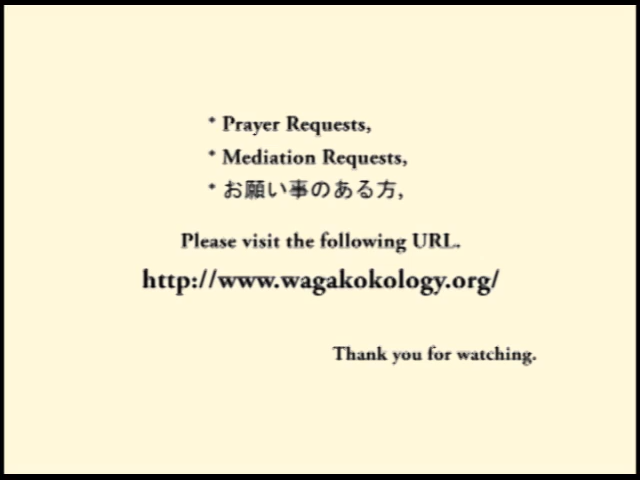 * Prayer Requests,
* Mediation Requests,
* お願い事のある方,
Please visit the following URL.
http://www.wagakokology.org/
Thank you for watching.